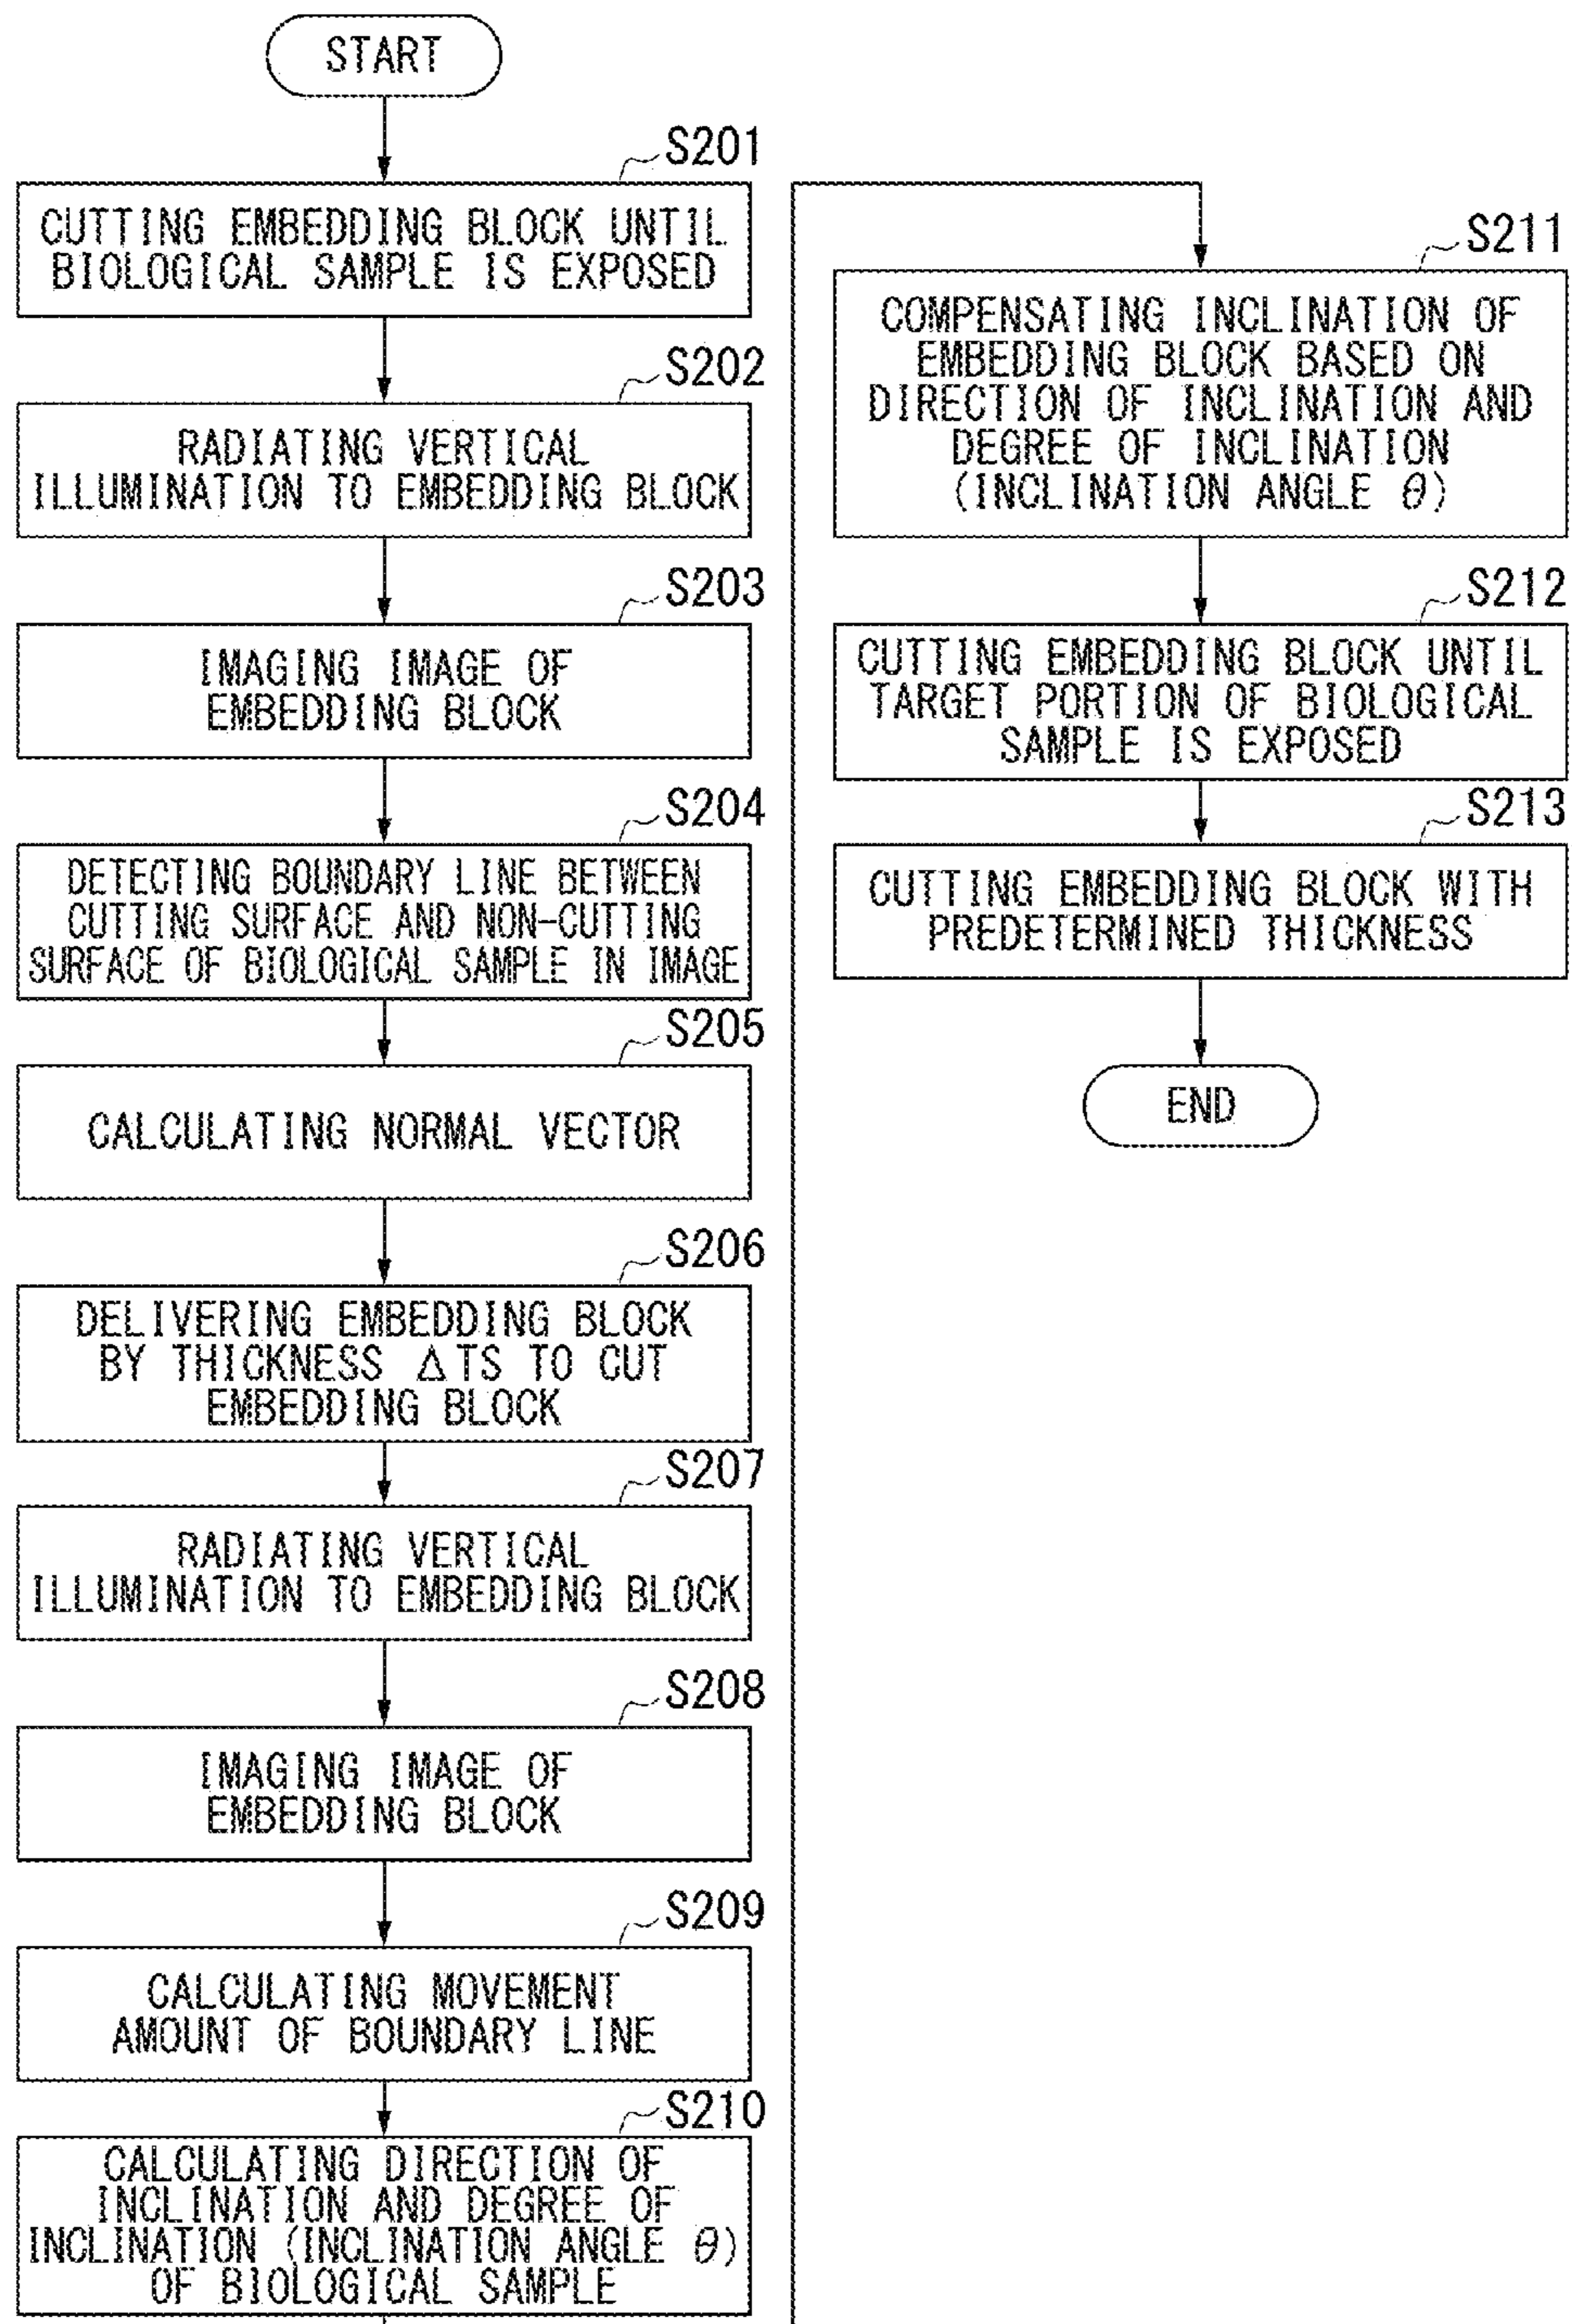 START
S201
CUTTING EMBEDDING BLOCK UNTIL
BIOLOGICAL SAMPLE IS EXPOSED
S202
RADIATING VERTICAL
ILLUMINATION TO EMBEDDING BLOCK
S203
IMAGING IMAGE OF
EMBEDDING BLOCK
S204
DETECTING BOUNDARY LINE BETWEEN
CUTTING SURFACE AND NON-CUTTING
SURFACE OF BIOLOGICAL SAMPLE IN IMAGE
S205
CALCULATING NORMAL VECTOR
S206
DELIVERING EMBEDDING BLOCK
BY THICKNESS ΔTS TO CUT
EMBEDDING BLOCK
S207
RADIATING VERTICAL
ILLUMINATION TO EMBEDDING BLOCK
S208
IMAGING IMAGE OF
EMBEDDING BLOCK
S209
CALCULATING MOVEMENT
AMOUNT OF BOUNDARY LINE
S210
CALCULATING DIRECTION OF
INCLINATION AND DEGREE OF
INCLINATION (INCLINATION ANGLE θ)
OF BIOLOGICAL SAMPLE
S211
COMPENSATING INCLINATION OF
EMBEDDING BLOCK BASED ON
DIRECTION OF INCLINATION AND
DEGREE OF INCLINATION
(INCLINATION ANGLE θ)
S212
CUTTING EMBEDDING BLOCK UNTIL
TARGET PORTION OF BIOLOGICAL
SAMPLE IS EXPOSED
S213
CUTTING EMBEDDING BLOCK WITH
PREDETERMINED THICKNESS
END